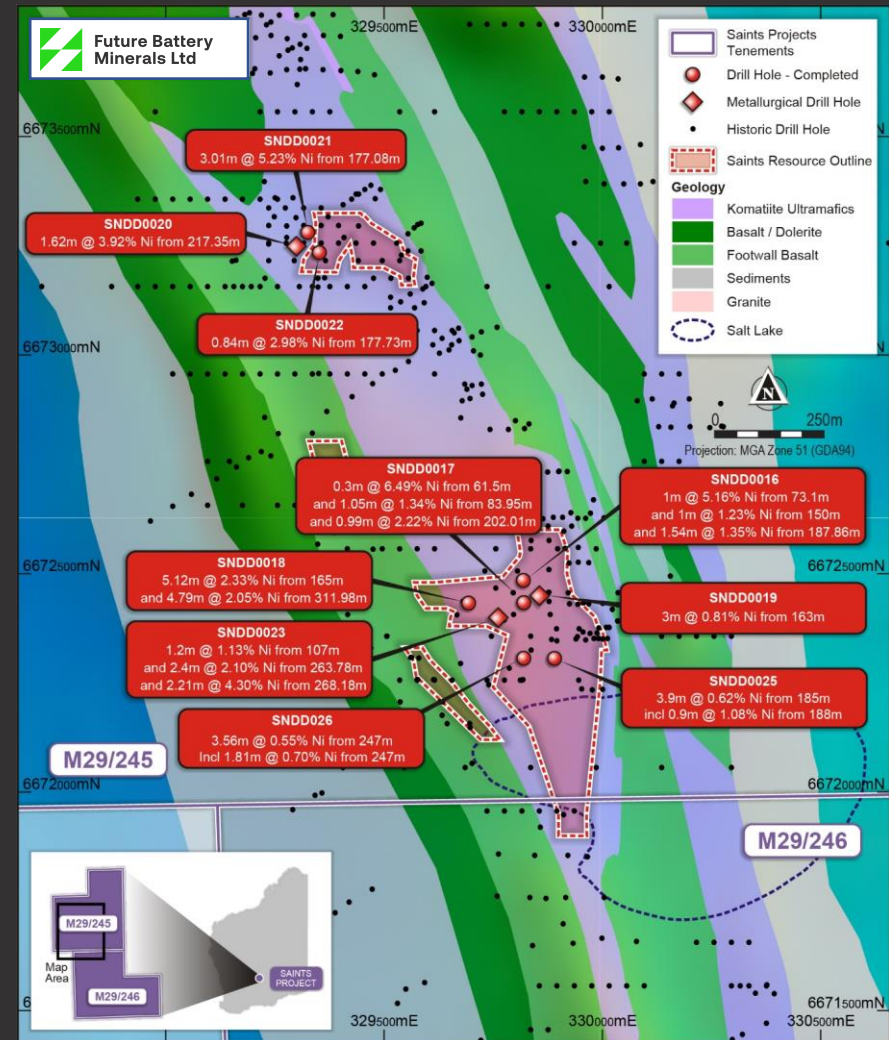 Future Battery
Minerals Ltd
329500mE
330000mE
Saints Projects
Tenements
Drill Hole - Completed
Metallurgical Drill Hole
Historic Drill Hole
Saints Resource Outline
Geology
Komatiite Ultramafics
Basalt / Dolerite
Footwall Basalt
Sediments
Granite
Salt Lake
6673500mN
SNDD0021
3.01m @ 5.23% Ni from 177.08m
SNDD0020
1.62m @ 3.92% Ni from 217.35m
SNDD0022
0.84m @ 2.98% Ni from 177.73m
6673000mN
N
0
250m
Projection: MGA Zone 51 (GDA94)
SNDD0017
0.3m @ 6.49% Ni from 61.5m
and 1.05m @ 1.34% Ni from 83.95m
and 0.99m @ 2.22% Ni from 202.01m
SNDD0016
1m @ 5.16% Ni from 73.1m
and 1m @ 1.23% Ni from 150m
and 1.54m @ 1.35% Ni from 187.86m
6672500mN
6672500mN
SNDD0018
5.12m @ 2.33% Ni from 165m
and 4.79m @ 2.05% Ni from 311.98m
SNDD0019
3m @ 0.81% Ni from 163m
SNDD0023
1.2m @ 1.13% Ni from 107m
and 2.4m @ 2.10% Ni from 263.78m
and 2.21m @ 4.30% Ni from 268.18m
SNDD0025
3.9m @ 0.62% Ni from 185m
incl 0.9m @ 1.08% Ni from 188m
SNDD026
3.56m @ 0.55% Ni from 247m
Incl 1.81m @ 0.70% Ni from 247m
M29/245
6672000mN
6672000mN
M29/246
M29/245
Map
Area
M29/246
SAINTS
PROJECT
6671500mN
329500mE
330000mE
330500mE